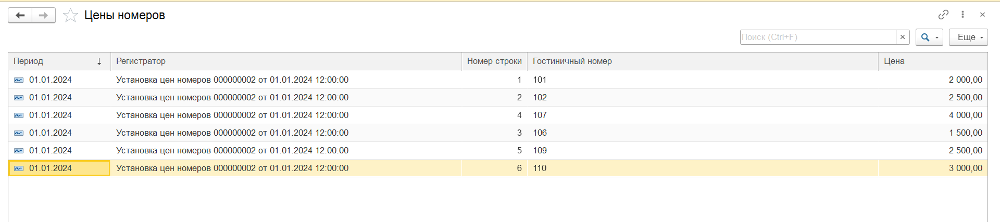 Цены номеров
Поиск (Ctrl+F)
Еще
Период Регистратор Номер строки Гостиничный номер Цена
01.01.2024 Установка цен номеров 000000002 от 01.01.2024 12:00:00 1 101 2 000,00
01.01.2024 Установка цен номеров 000000002 от 01.01.2024 12:00:00 2 102 2 500,00
01.01.2024 Установка цен номеров 000000002 от 01.01.2024 12:00:00 4 107 4 000,00
01.01.2024 Установка цен номеров 000000002 от 01.01.2024 12:00:00 3 106 1 500,00
01.01.2024 Установка цен номеров 000000002 от 01.01.2024 12:00:00 5 109 2 500,00
01.01.2024 Установка цен номеров 000000002 от 01.01.2024 12:00:00 6 110 3 000,00